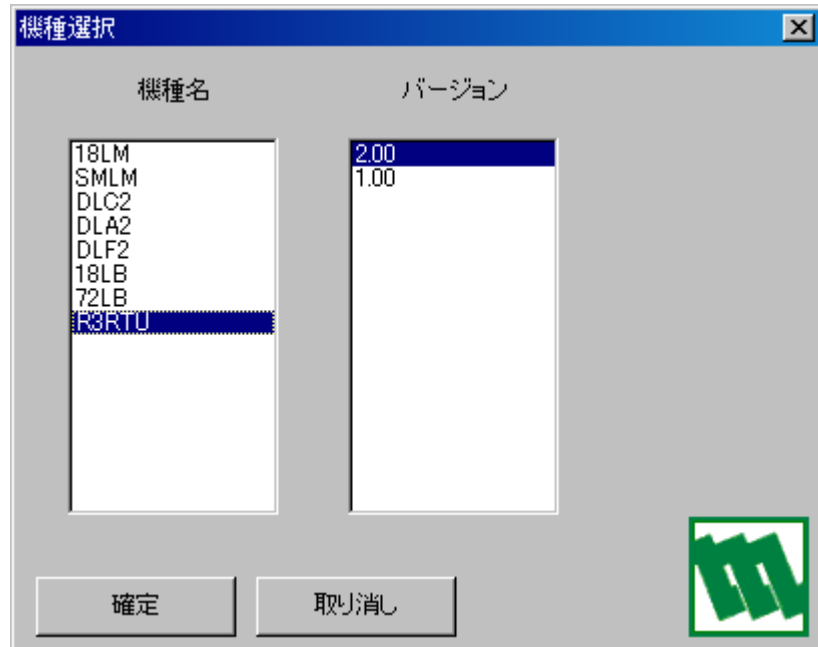 機種選択
機種名
バージョン
18LM
SMLM
DLC2
DLA2
DLF2
18LB
72LB
R3RTU
2.00
1.00
確定
取り消し